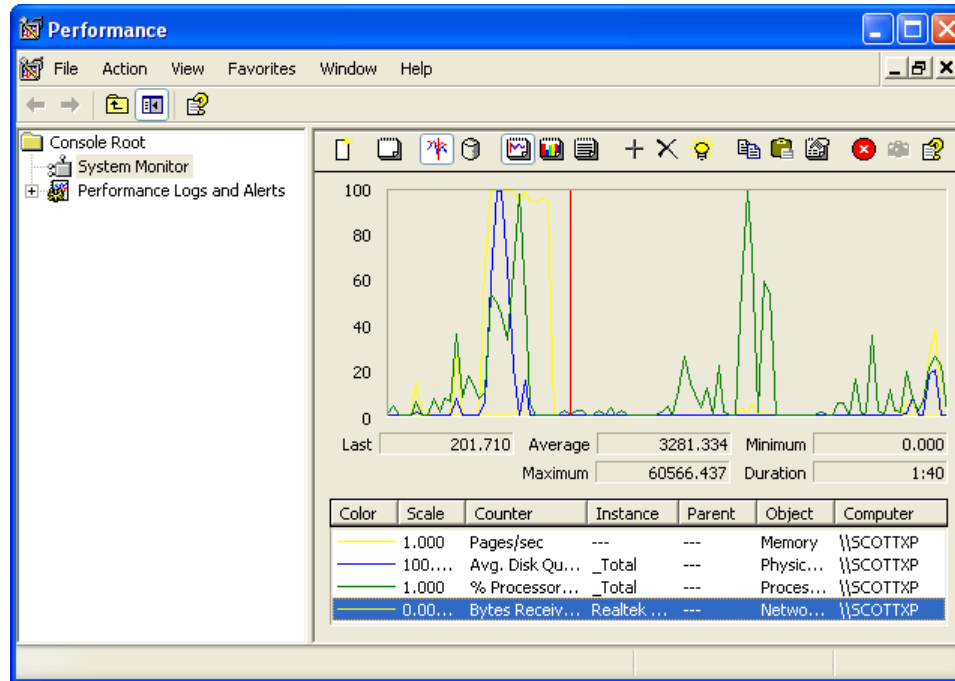 Performance
File Action View Favorites Window Help
Console Root
System Monitor
Performance Logs and Alerts
100
80
60
40
20
0
Last 201.710 Average 3281.334 Minimum 0.000
Maximum 60566.437 Duration 1:40
Color Scale Counter Instance Parent Object Computer
1.000 Pages/sec --- --- Memory \\SCOTTXP
100.... Avg. Disk Qu... _Total --- Physic... \\SCOTTXP
1.000 % Processor... _Total --- Proces... \\SCOTTXP
0.00... Bytes Receiv... Realtek ... --- Netwo... \\SCOTTXP